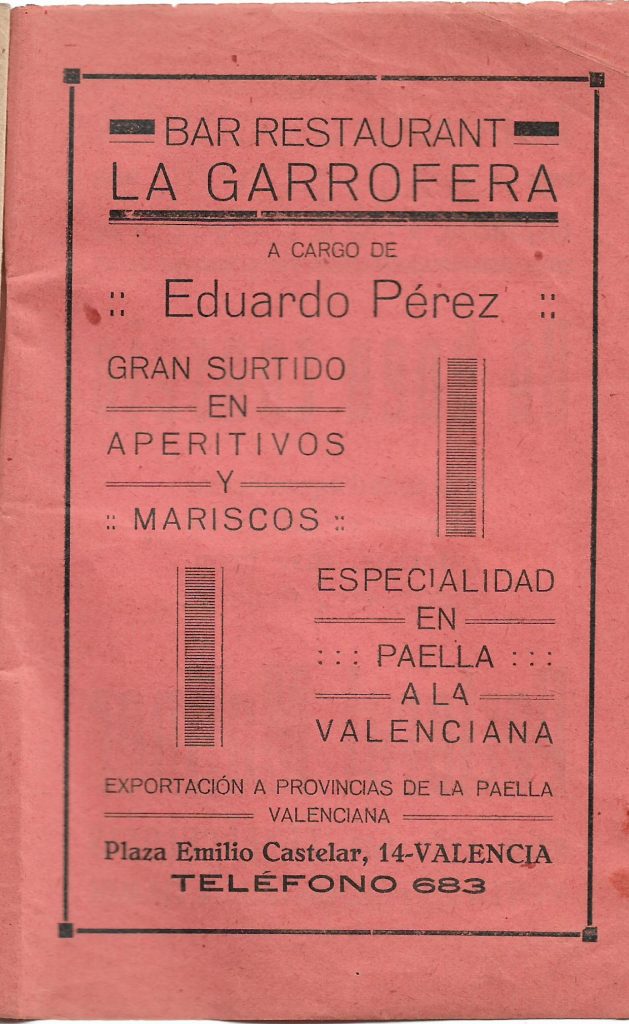 BAR RESTAURANT
LA GARROFERA
A CARGO DE
:: Eduardo Pérez ::
GRAN SURTIDO
EN
APERITIVOS
Y
:: MARISCOS ::
ESPECIALIDAD
EN
: : : PAELLA : : :
A LA
VALENCIANA
EXPORTACIÓN A PROVINCIAS DE LA PAELLA
VALENCIANA
Plaza Emilio Castelar, 14-VALENCIA
TELÉFONO 683